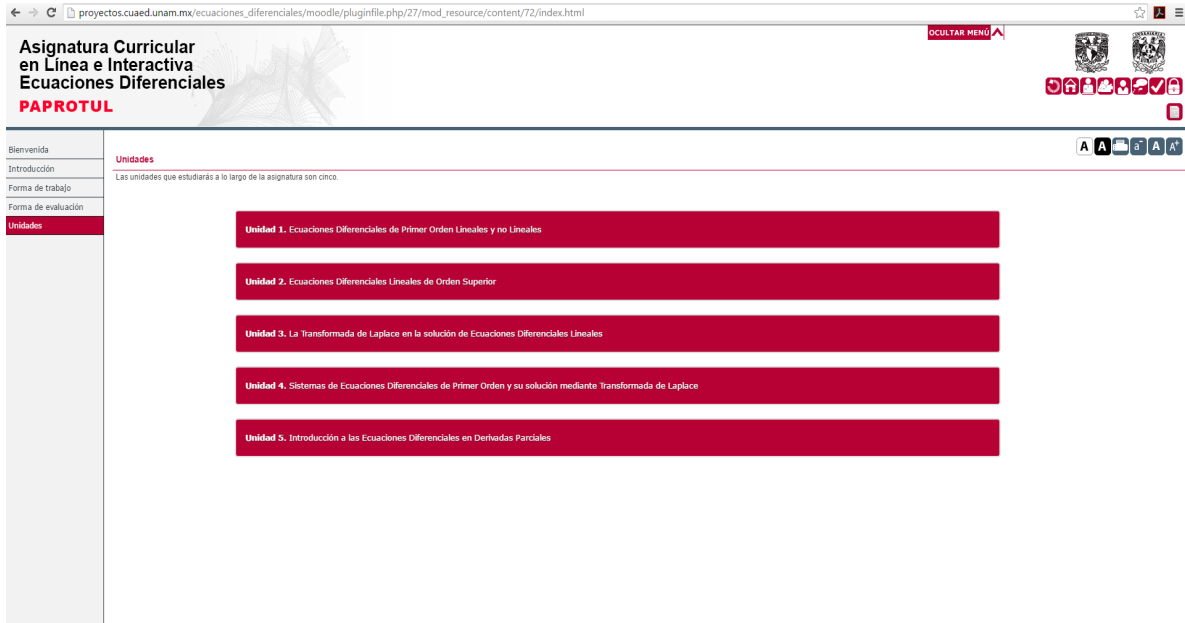 proyectos.cuaed.unam.mx/ecuaciones_diferenciales/moodle/pluginfile.php/27/mod_resource/content/72/index.html
OCULTAR MENÚ
Asignatura Curricular
en Línea e Interactiva
Ecuaciones Diferenciales
PAPROTUL
A A a- A A+
Bienvenida
Introducción
Forma de trabajo
Forma de evaluación
Unidades
Unidades
Las unidades que estudiarás a lo largo de la asignatura son cinco.
Unidad 1. Ecuaciones Diferenciales de Primer Orden Lineales y no Lineales
Unidad 2. Ecuaciones Diferenciales Lineales de Orden Superior
Unidad 3. La Transformada de Laplace en la solución de Ecuaciones Diferenciales Lineales
Unidad 4. Sistemas de Ecuaciones Diferenciales de Primer Orden y su solución mediante Transformada de Laplace
Unidad 5. Introducción a las Ecuaciones Diferenciales en Derivadas Parciales